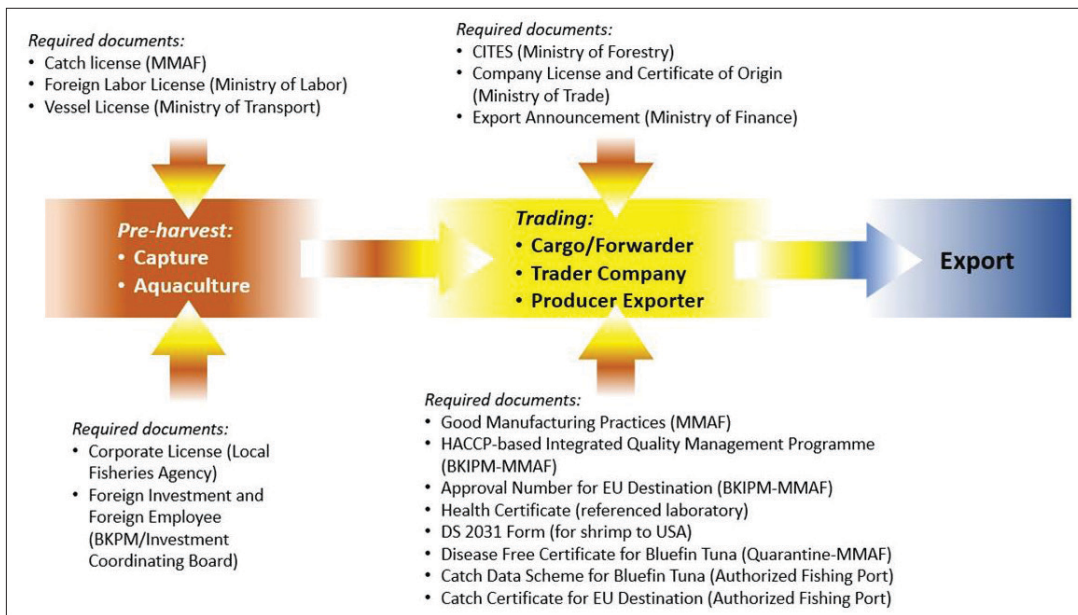 Required documents:
• Catch license (MMAF)
• Foreign Labor License (Ministry of Labor)
• Vessel License (Ministry of Transport)
Required documents:
• CITES (Ministry of Forestry)
• Company License and Certificate of Origin
(Ministry of Trade)
• Export Announcement (Ministry of Finance)
Pre-harvest:
• Capture
• Aquaculture
Trading:
• Cargo/Forwarder
• Trader Company
• Producer Exporter
Export
Required documents:
• Corporate License (Local
Fisheries Agency)
• Foreign Investment and
Foreign Employee
(BKPM/Investment
Coordinating Board)
Required documents:
• Good Manufacturing Practices (MMAF)
• HACCP-based Integrated Quality Management Programme
(BKIPM-MMAF)
• Approval Number for EU Destination (BKIPM-MMAF)
• Health Certificate (referenced laboratory)
• DS 2031 Form (for shrimp to USA)
• Disease Free Certificate for Bluefin Tuna (Quarantine-MMAF)
• Catch Data Scheme for Bluefin Tuna (Authorized Fishing Port)
• Catch Certificate for EU Destination (Authorized Fishing Port)